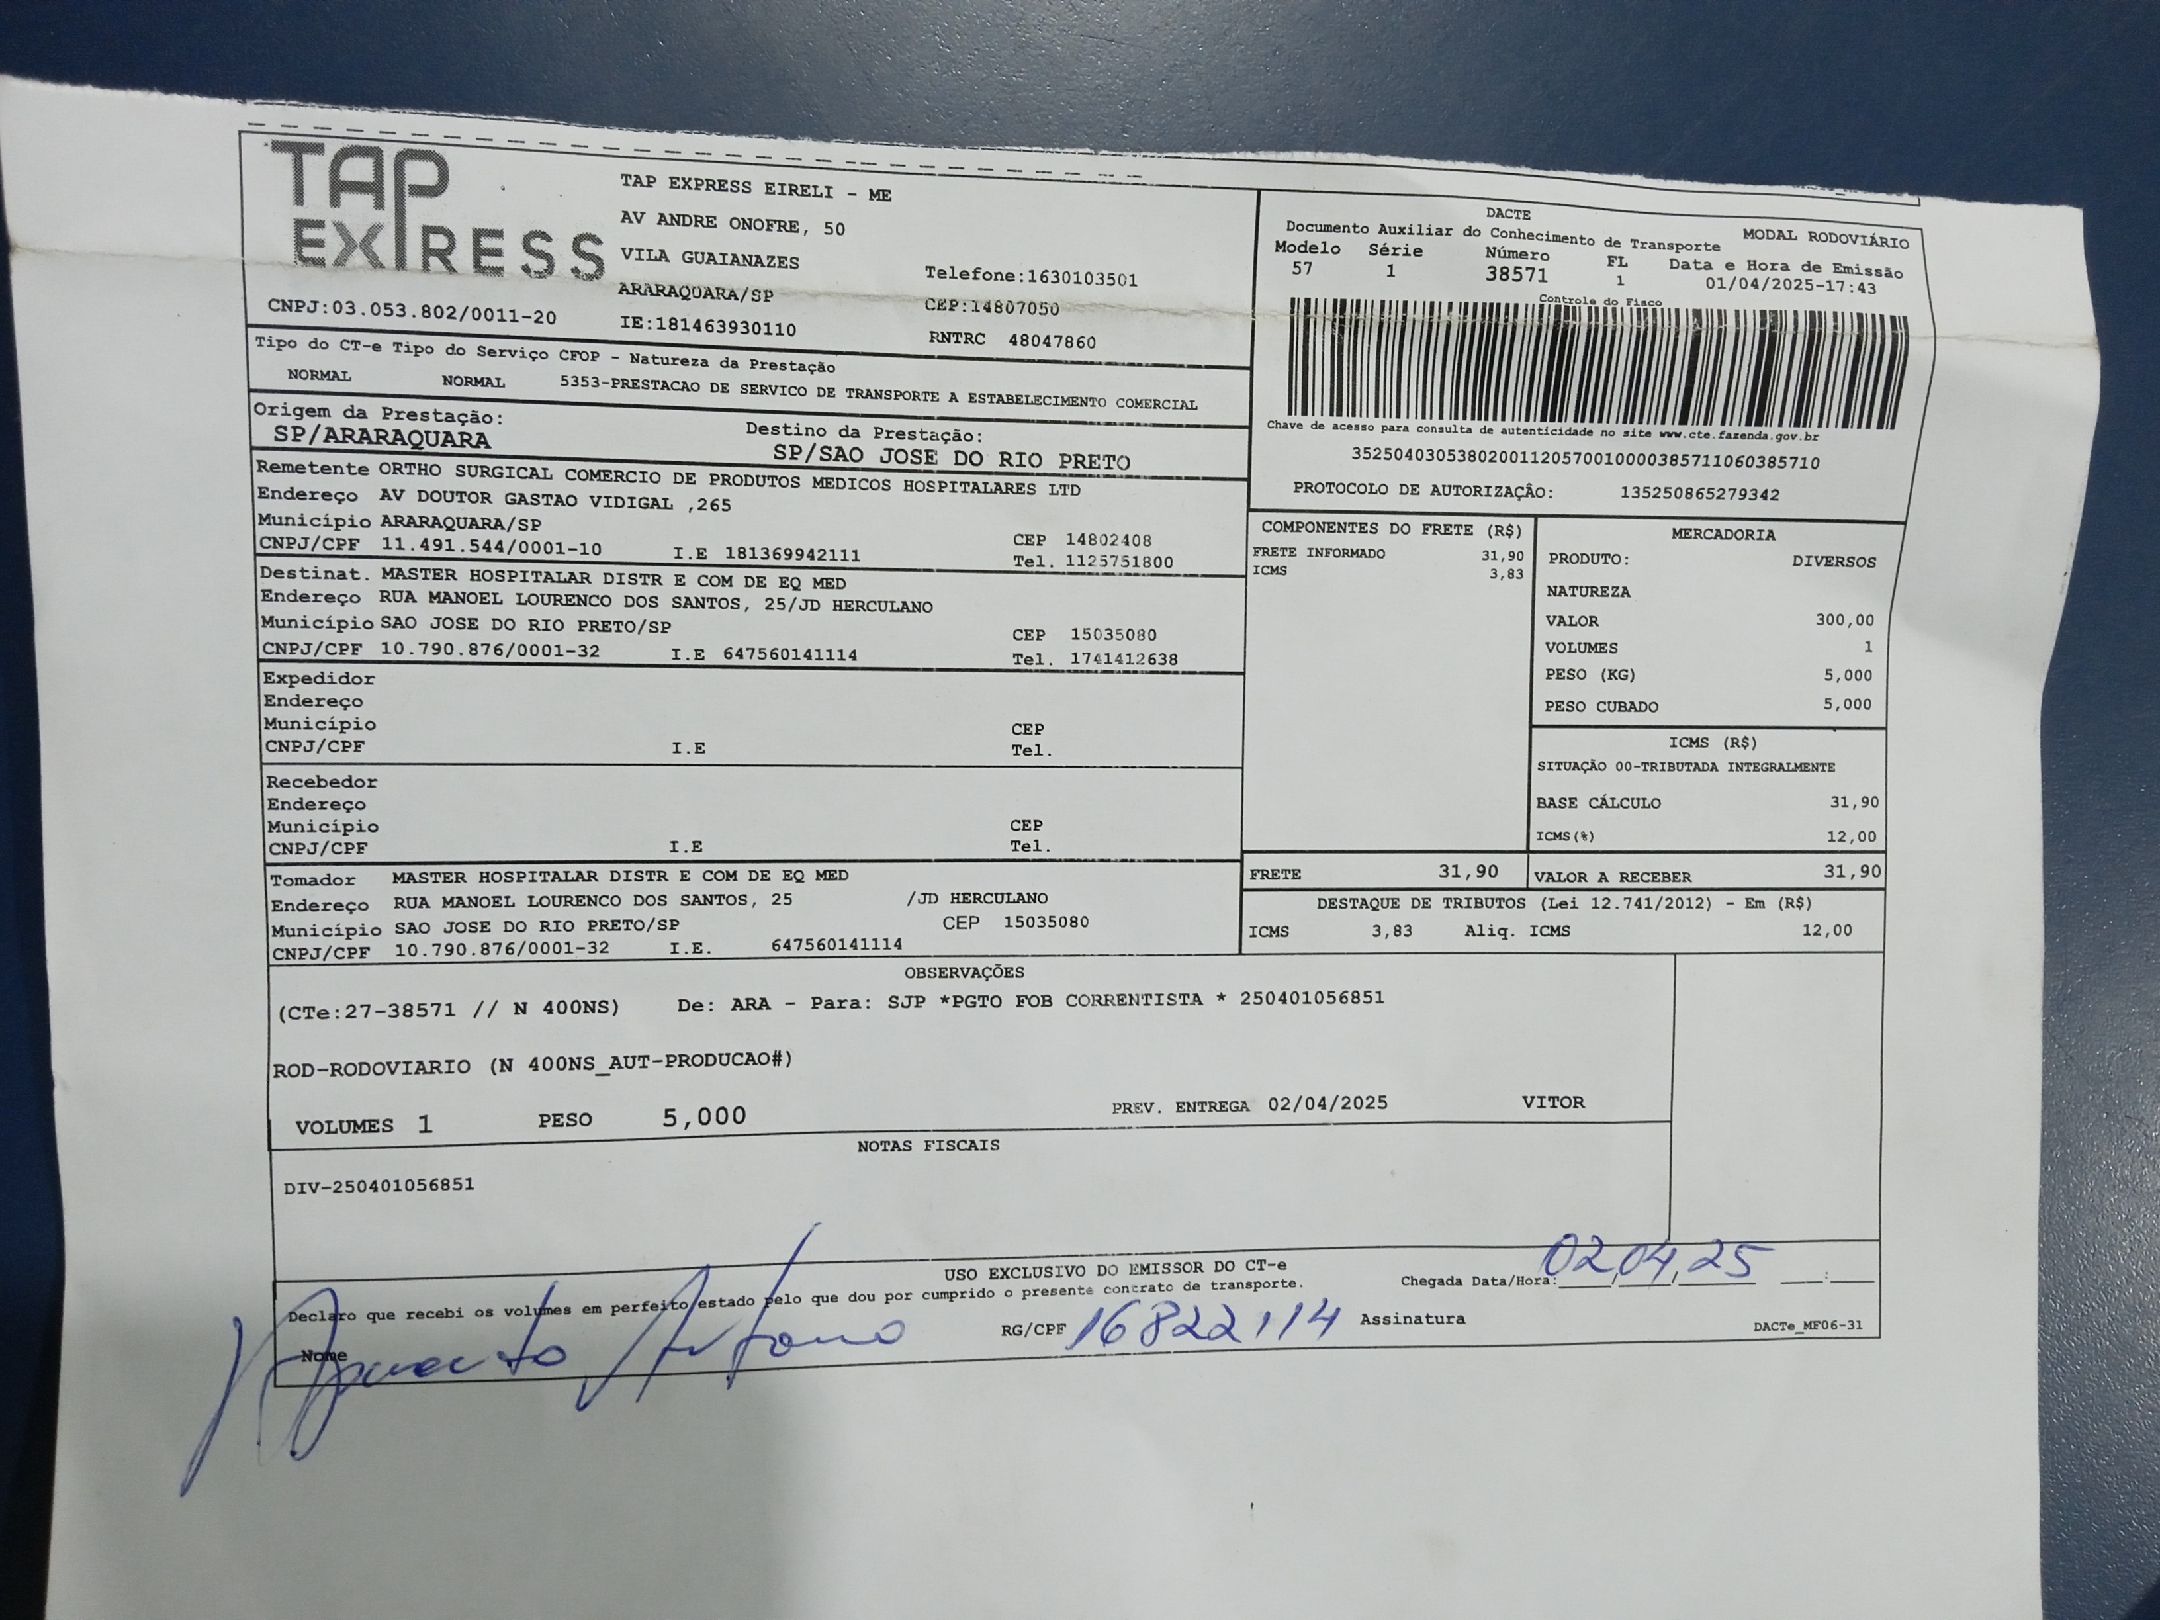 TAP
EXPRESS
TAP EXPRESS EIRELI - ME
AV ANDRE ONOFRE, 50
VILA GUAIANAZES
Telefone:1630103501
ARARAQUARA/SP
CEP:14807050
CNPJ:03.053.802/0011-20
IE:181463930110
RNTRC 48047860
DACTE
Documento Auxiliar do Conhecimento de Transporte
MODAL RODOVIÁRIO
Modelo Série Número FL Data e Hora de Emissão
57 1 38571 1 01/04/2025-17:43
Controle do Fisco
Chave de acesso para consulta de autenticidade no site www.cte.fazenda.gov.br
35250403053802001120570010000385711060385710
PROTOCOLO DE AUTORIZAÇÂO: 135250865279342
Tipo do CT-e Tipo do Serviço CFOP - Natureza da Prestação
NORMAL NORMAL 5353-PRESTACAO DE SERVICO DE TRANSPORTE A ESTABELECIMENTO COMERCIAL
Origem da Prestação: Destino da Prestação:
SP/ARARAQUARA SP/SAO JOSE DO RIO PRETO
Remetente ORTHO SURGICAL COMERCIO DE PRODUTOS MEDICOS HOSPITALARES LTD
Endereço AV DOUTOR GASTAO VIDIGAL ,265
Município ARARAQUARA/SP CEP 14802408
CNPJ/CPF 11.491.544/0001-10 I.E 181369942111 Tel. 1125751800
Destinat. MASTER HOSPITALAR DISTR E COM DE EQ MED
Endereço RUA MANOEL LOURENCO DOS SANTOS, 25/JD HERCULANO
Município SAO JOSE DO RIO PRETO/SP CEP 15035080
CNPJ/CPF 10.790.876/0001-32 I.E 647560141114 Tel. 1741412638
Expedidor
Endereço
Município CEP
CNPJ/CPF I.E Tel.
Recebedor
Endereço
Município CEP
CNPJ/CPF I.E Tel.
Tomador MASTER HOSPITALAR DISTR E COM DE EQ MED
Endereço RUA MANOEL LOURENCO DOS SANTOS, 25 /JD HERCULANO
Município SAO JOSE DO RIO PRETO/SP CEP 15035080
CNPJ/CPF 10.790.876/0001-32 I.E. 647560141114
COMPONENTES DO FRETE (R$)
FRETE INFORMADO 31,90
ICMS 3,83
MERCADORIA
PRODUTO: DIVERSOS
NATUREZA
VALOR 300,00
VOLUMES 1
PESO (KG) 5,000
PESO CUBADO 5,000
ICMS (R$)
SITUAÇÃO 00-TRIBUTADA INTEGRALMENTE
BASE CÁLCULO 31,90
ICMS(%) 12,00
FRETE 31,90 VALOR A RECEBER 31,90
DESTAQUE DE TRIBUTOS (Lei 12.741/2012) - Em (R$)
ICMS 3,83 Aliq. ICMS 12,00
OBSERVAÇÕES
(CTe:27-38571 // N 400NS) De: ARA - Para: SJP *PGTO FOB CORRENTISTA * 250401056851
ROD-RODOVIARIO (N 400NS_AUT-PRODUCAO#)
VOLUMES 1 PESO 5,000 PREV. ENTREGA 02/04/2025 VITOR
NOTAS FISCAIS
DIV-250401056851
USO EXCLUSIVO DO EMISSOR DO CT-e
Declaro que recebi os volumes em perfeito estado pelo que dou por cumprido o presente contrato de transporte.
Chegada Data/Hora: 02/04/25 __:__
Nome
RG/CPF 16822114 Assinatura
DACTe_MF06-31